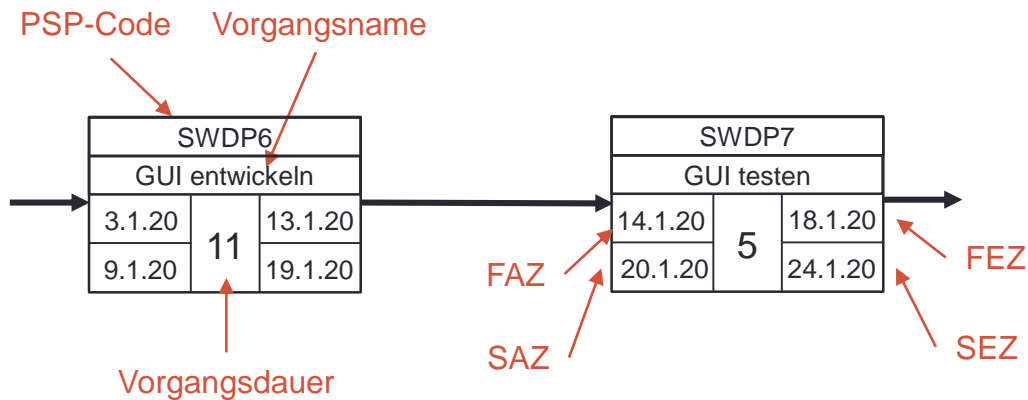 PSP-Code Vorgangsname
SWDP6
GUI entwickeln
3.1.20 11 13.1.20
9.1.20 19.1.20
SWDP7
GUI testen
14.1.20 5 18.1.20
20.1.20 24.1.20
FAZ
FEZ
SAZ
SEZ
Vorgangsdauer